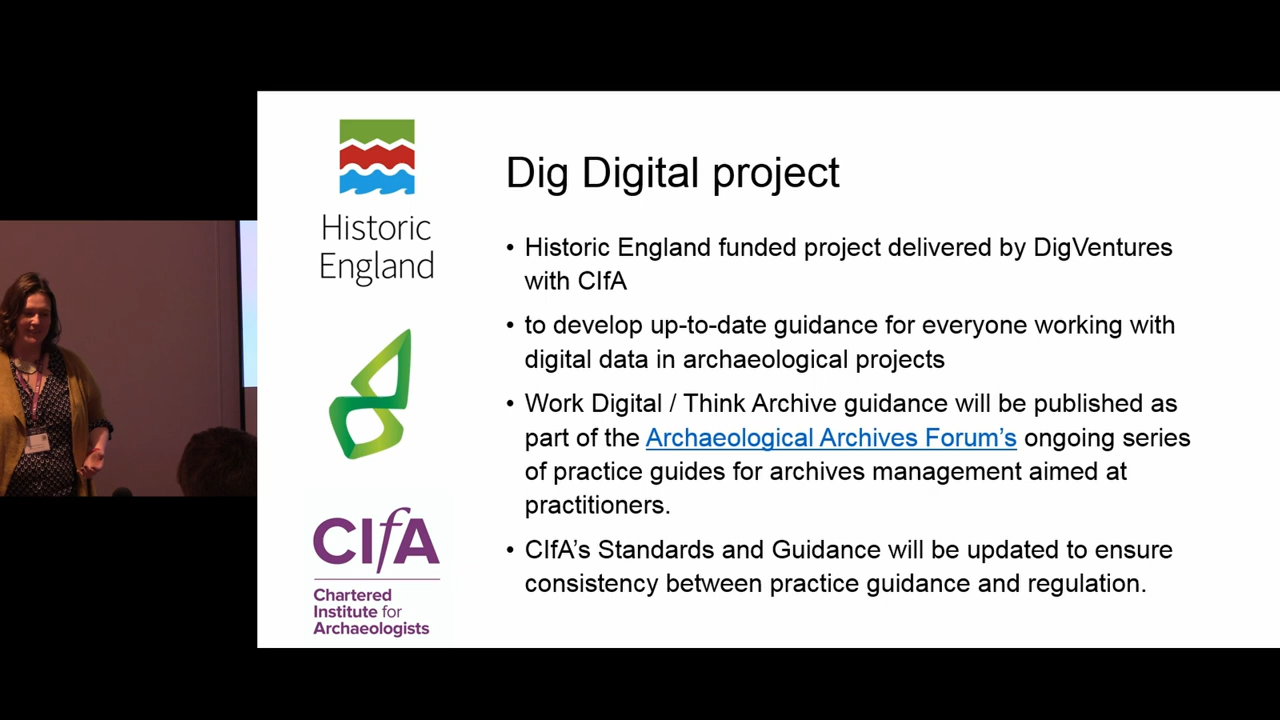 Historic
England
Dig Digital project
• Historic England funded project delivered by DigVentures
with CIfA
• to develop up-to-date guidance for everyone working with
digital data in archaeological projects
• Work Digital / Think Archive guidance will be published as
part of the Archaeological Archives Forum’s ongoing series
of practice guides for archives management aimed at
practitioners.
• CIfA’s Standards and Guidance will be updated to ensure
consistency between practice guidance and regulation.
CIfA
Chartered
Institute for
Archaeologists